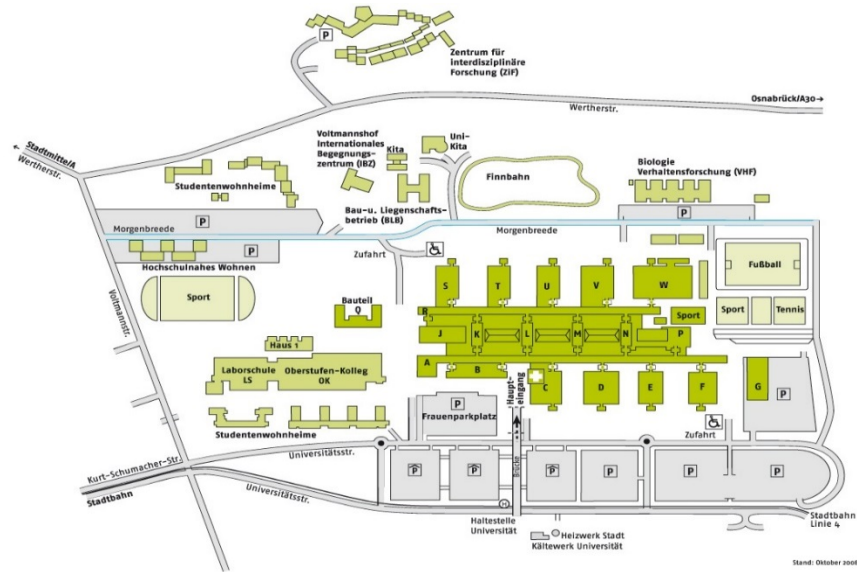 P
Zentrum für
interdisziplinäre
Forschung (ZiF)
Osnabrück/A30→
Wertherstr.
Stadtmitte/A
Wertherstr.
Voltmannshof
Internationales
Begegnungs-
zentrum (IBZ)
Kita
Uni-
Kita
Finnbahn
Biologie
Verhaltensforschung (VHF)
Studentenwohnheime
Bau-u. Liegenschafts-
betrieb (BLB)
P
P
Morgenbreede
Morgenbreede
P
Zufahrt
Hochschulnahes Wohnen
Voltmannstr.
Sport
Bauteil
Q
S
T
U
V
W
Fußball
R
J
K
L
M
N
P
Sport
Sport
Tennis
Haus 1
A
B
C
D
E
F
G
P
Laborschule
LS
Oberstufen-Kolleg
OK
Haupt-
eingang
P
Frauenparkplatz
Studentenwohnheime
Zufahrt
Universitätsstr.
Kurt-Schumacher-Str.
Stadtbahn
Universitätsstr.
P
P
Brücke
P
P
P
P
H
Haltestelle
Universität
Stadtbahn
Linie 4
Heizwerk Stadt
Kältewerk Universität